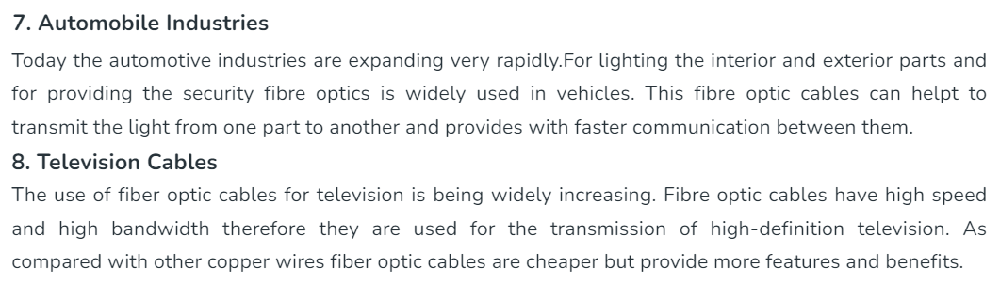 7. Automobile Industries
Today the automotive industries are expanding very rapidly.For lighting the interior and exterior parts and
for providing the security fibre optics is widely used in vehicles. This fibre optic cables can helpt to
transmit the light from one part to another and provides with faster communication between them.
8. Television Cables
The use of fiber optic cables for television is being widely increasing. Fibre optic cables have high speed
and high bandwidth therefore they are used for the transmission of high-definition television. As
compared with other copper wires fiber optic cables are cheaper but provide more features and benefits.